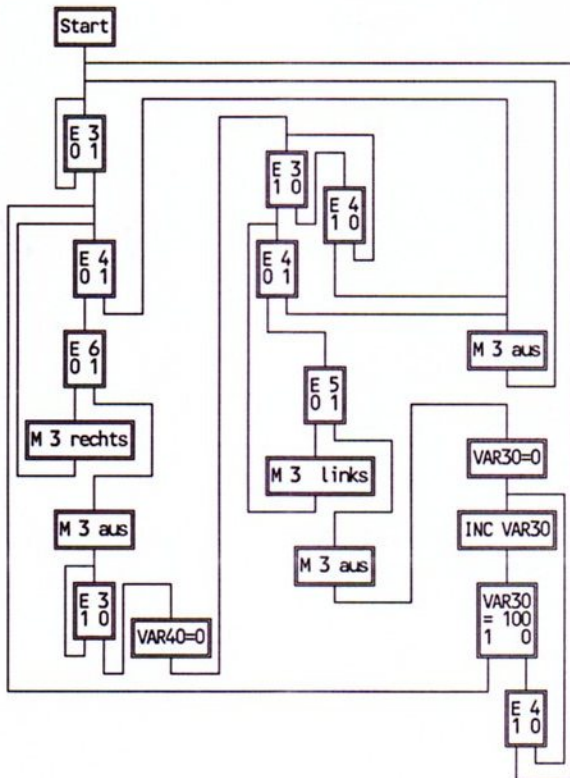 Start
E 3
0 1
E 4
0 1
E 6
0 1
M 3 rechts
M 3 aus
E 3
1 0
VAR40=0
E 3
1 0
E 4
1 0
E 4
0 1
E 5
0 1
M 3 links
M 3 aus
M 3 aus
VAR30=0
INC VAR30
VAR30
= 100
1 0
E 4
1 0